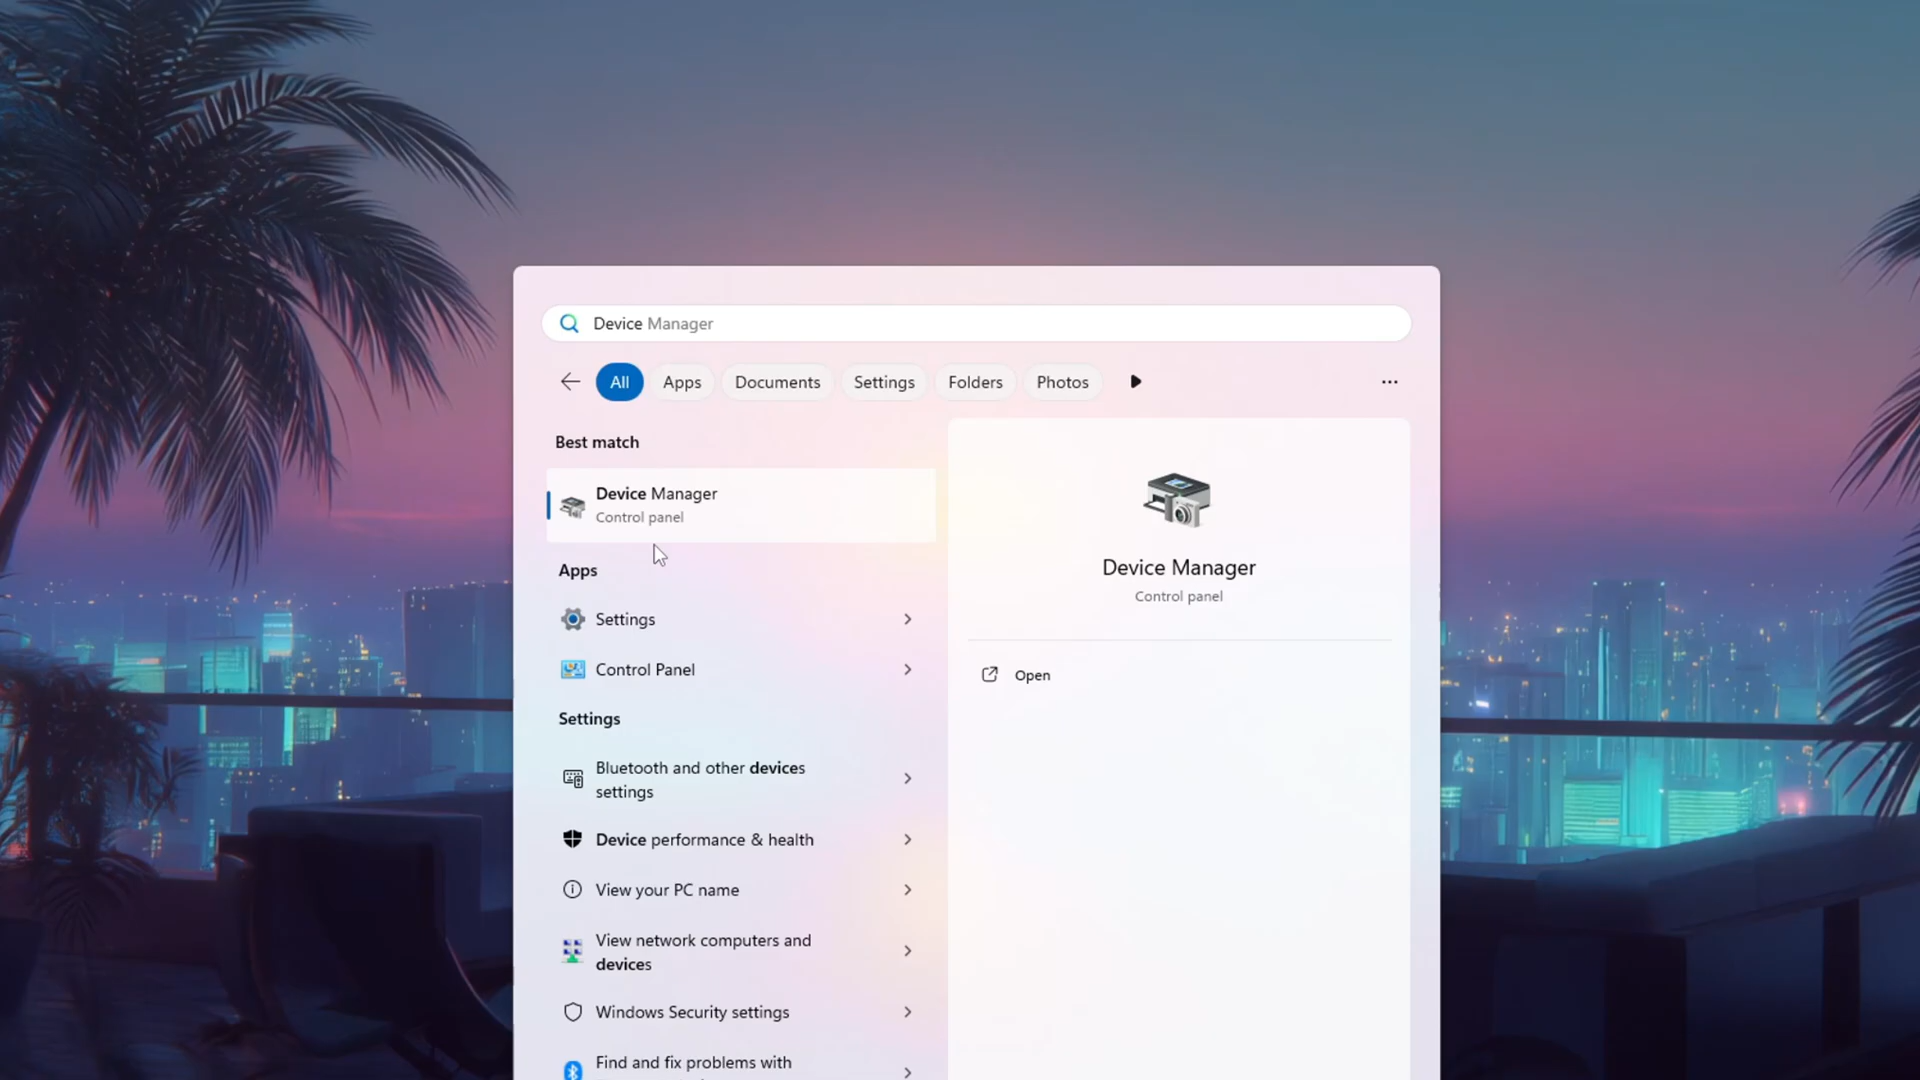 Device Manager
All Apps Documents Settings Folders Photos
Best match
Device Manager
Control panel
Apps
Settings
Control Panel
Settings
Bluetooth and other devices
settings
Device performance & health
View your PC name
View network computers and
devices
Windows Security settings
Find and fix problems with
Device Manager
Control panel
Open